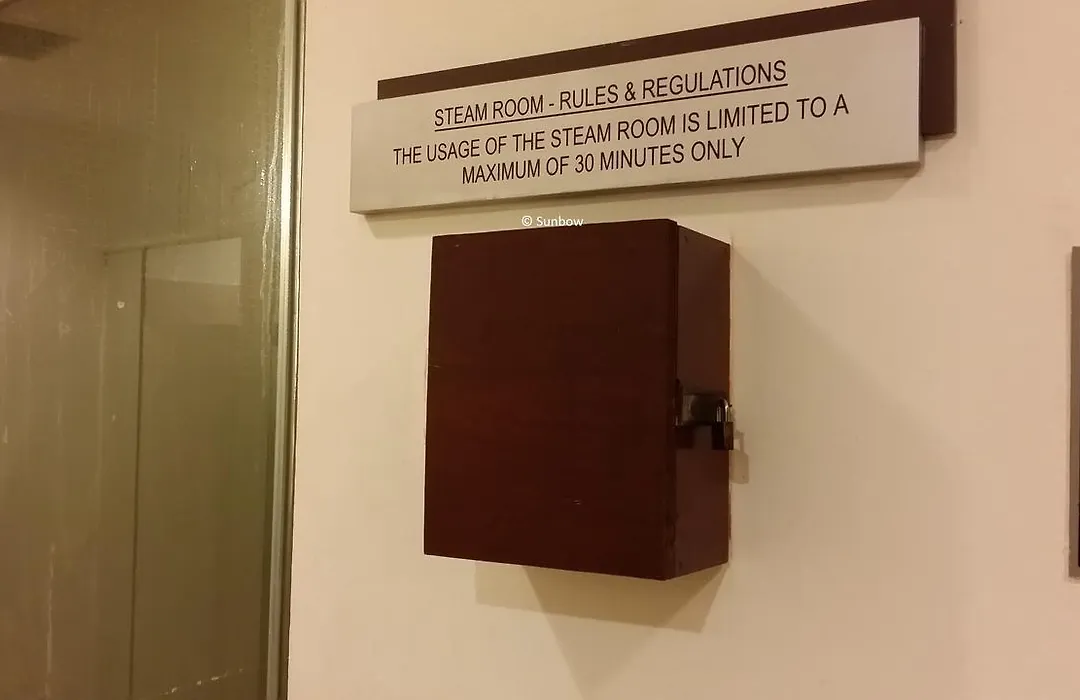 STEAM ROOM - RULES & REGULATIONS
THE USAGE OF THE STEAM ROOM IS LIMITED TO A
MAXIMUM OF 30 MINUTES ONLY
© Sunbow